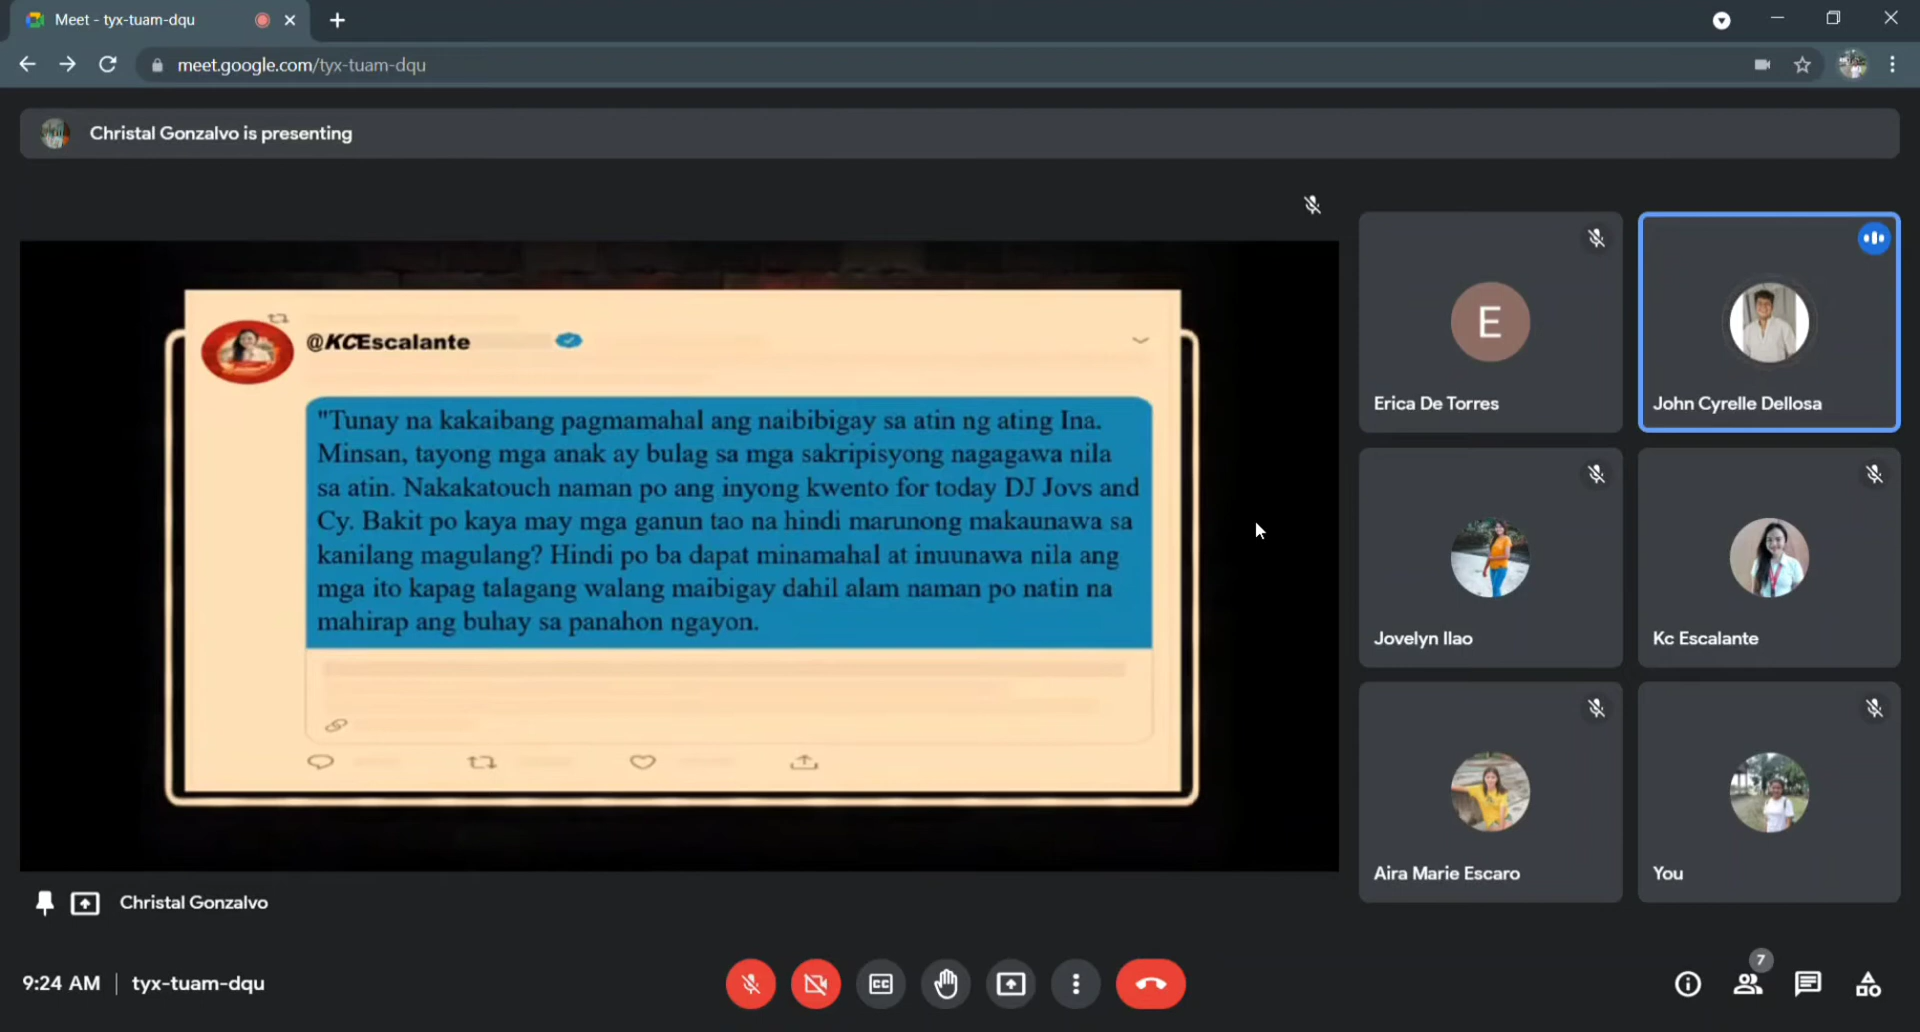 Meet - tyx-tuam-dqu
meet.google.com/tyx-tuam-dqu
Christal Gonzalvo is presenting
@KCEscalante
"Tunay na kakaibang pagmamahal ang naibibigay sa atin ng ating Ina.
Minsan, tayong mga anak ay bulag sa mga sakripisyong nagagawa nila
sa atin. Nakakatouch naman po ang inyong kwento for today DJ Jovs and
Cy. Bakit po kaya may mga ganun tao na hindi marunong makaunawa sa
kanilang magulang? Hindi po ba dapat minamahal at inuunawa nila ang
mga ito kapag talagang walang maibigay dahil alam naman po natin na
mahirap ang buhay sa panahon ngayon.
E
Erica De Torres
John Cyrelle Dellosa
Jovelyn Ilao
Kc Escalante
Aira Marie Escaro
You
Christal Gonzalvo
9:24 AM | tyx-tuam-dqu
CC
7